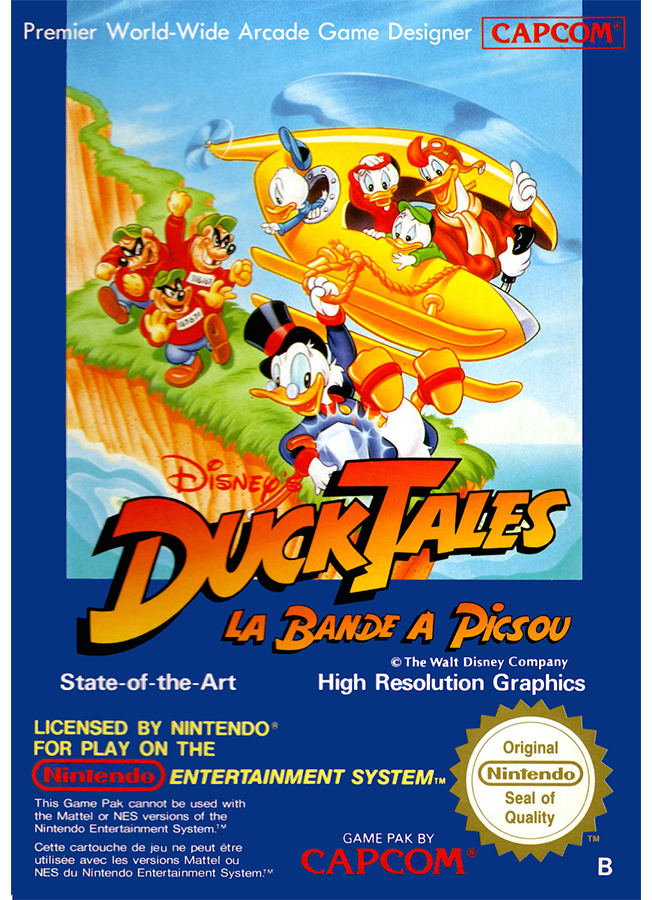 Premier World-Wide Arcade Game Designer CAPCOM®
176-167
176-671
Disney's
DUCKTALES
LA BANDE A PICSOU
© The Walt Disney Company
State-of-the-Art High Resolution Graphics
LICENSED BY NINTENDO®
FOR PLAY ON THE
Nintendo ENTERTAINMENT SYSTEM™
This Game Pak cannot be used with
the Mattel or NES versions of the
Nintendo Entertainment System.™
Cette cartouche de jeu ne peut être
utilisée avec les versions Mattel ou
NES du Nintendo Entertainment System.™
GAME PAK BY
CAPCOM®
Original
Nintendo
Seal of
Quality
TM
B